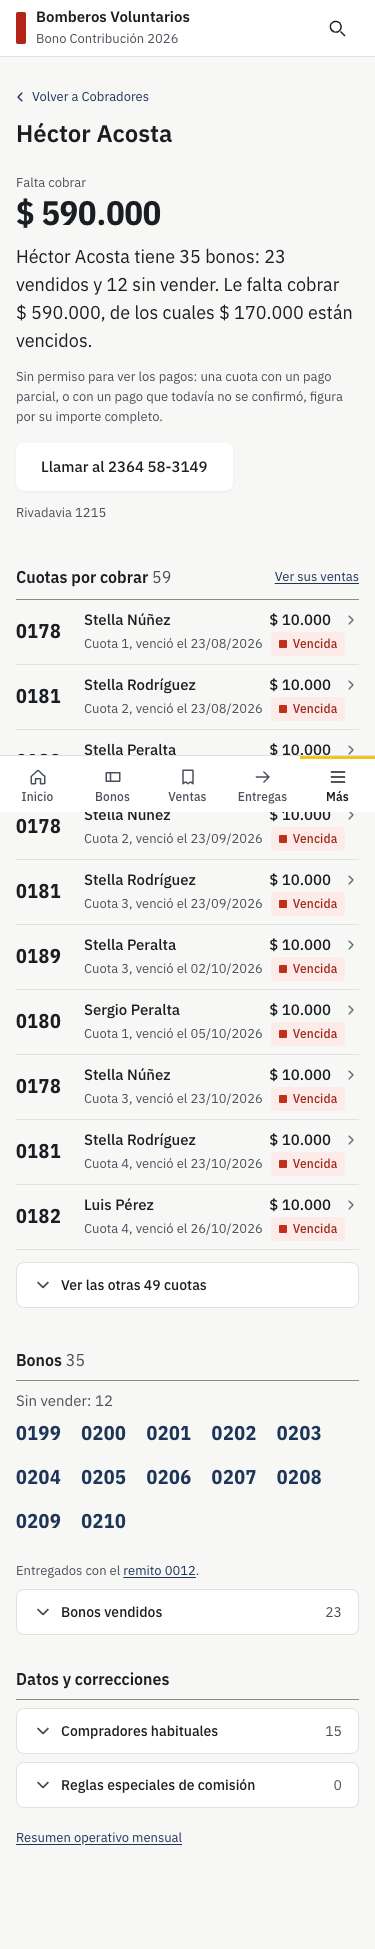 Bomberos Voluntarios
Bono Contribución 2026
Volver a Cobradores
Héctor Acosta
Falta cobrar
$ 590.000
Héctor Acosta tiene 35 bonos: 23
vendidos y 12 sin vender. Le falta cobrar
$ 590.000, de los cuales $ 170.000 están
vencidos.
Sin permiso para ver los pagos: una cuota con un pago
parcial, o con un pago que todavía no se confirmó, figura
por su importe completo.
Llamar al 2364 58-3149
Rivadavia 1215
Cuotas por cobrar 59 Ver sus ventas
0178 Stella Núñez $ 10.000
Cuota 1, venció el 23/08/2026 Vencida
0181 Stella Rodríguez $ 10.000
Cuota 2, venció el 23/08/2026 Vencida
Stella Peralta $ 10.000
Inicio Bonos Ventas Entregas Más
0178 Stella Núñez $ 10.000
Cuota 2, venció el 23/09/2026 Vencida
0181 Stella Rodríguez $ 10.000
Cuota 3, venció el 23/09/2026 Vencida
0189 Stella Peralta $ 10.000
Cuota 3, venció el 02/10/2026 Vencida
0180 Sergio Peralta $ 10.000
Cuota 1, venció el 05/10/2026 Vencida
0178 Stella Núñez $ 10.000
Cuota 3, venció el 23/10/2026 Vencida
0181 Stella Rodríguez $ 10.000
Cuota 4, venció el 23/10/2026 Vencida
0182 Luis Pérez $ 10.000
Cuota 4, venció el 26/10/2026 Vencida
Ver las otras 49 cuotas
Bonos 35
Sin vender: 12
0199 0200 0201 0202 0203
0204 0205 0206 0207 0208
0209 0210
Entregados con el remito 0012.
Bonos vendidos 23
Datos y correcciones
Compradores habituales 15
Reglas especiales de comisión 0
Resumen operativo mensual